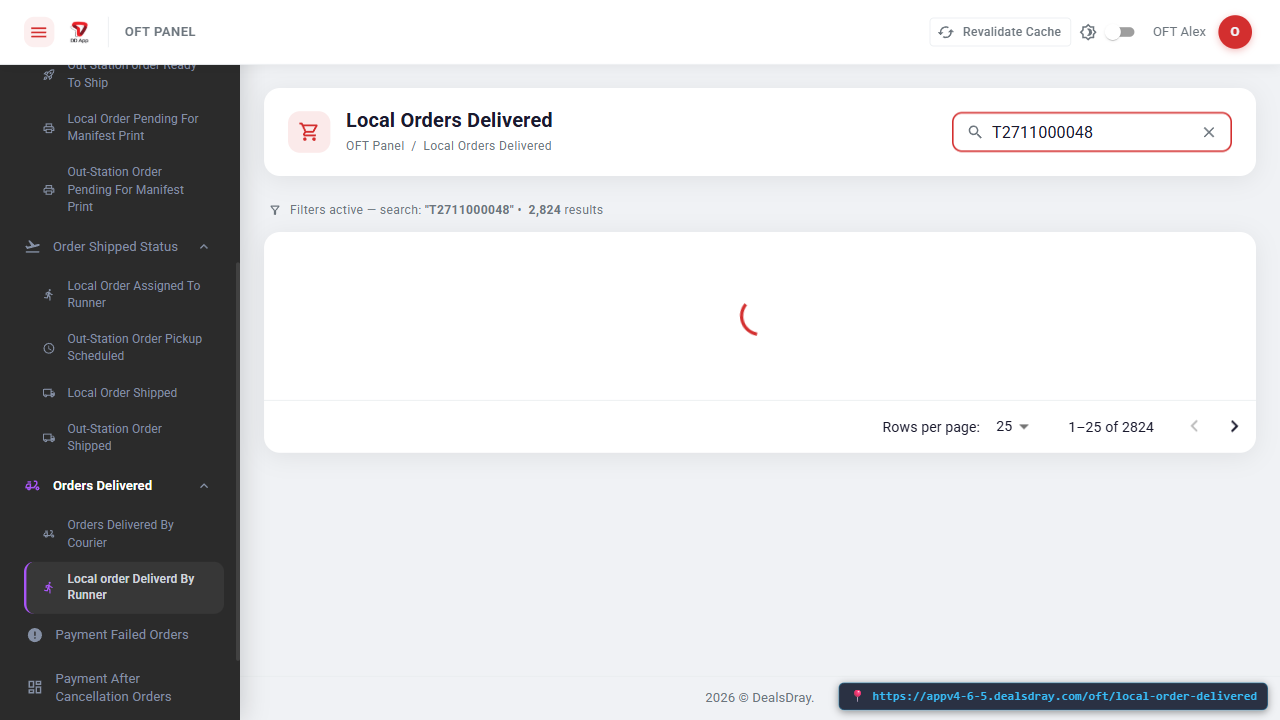 OFT PANEL
Revalidate Cache
OFT Alex
O
DD App
Out Station Order Ready
To Ship
Local Order Pending For
Manifest Print
Out-Station Order
Pending For Manifest
Print
Order Shipped Status
Local Order Assigned To
Runner
Out-Station Order Pickup
Scheduled
Local Order Shipped
Out-Station Order
Shipped
Orders Delivered
Orders Delivered By
Courier
Local order Deliverd By
Runner
Payment Failed Orders
Payment After
Cancellation Orders
Local Orders Delivered
OFT Panel / Local Orders Delivered
T2711000048
Filters active — search: "T2711000048" • 2,824 results
Rows per page: 25 1–25 of 2824
2026 © DealsDray.
https://appv4-6-5.dealsdray.com/oft/local-order-delivered